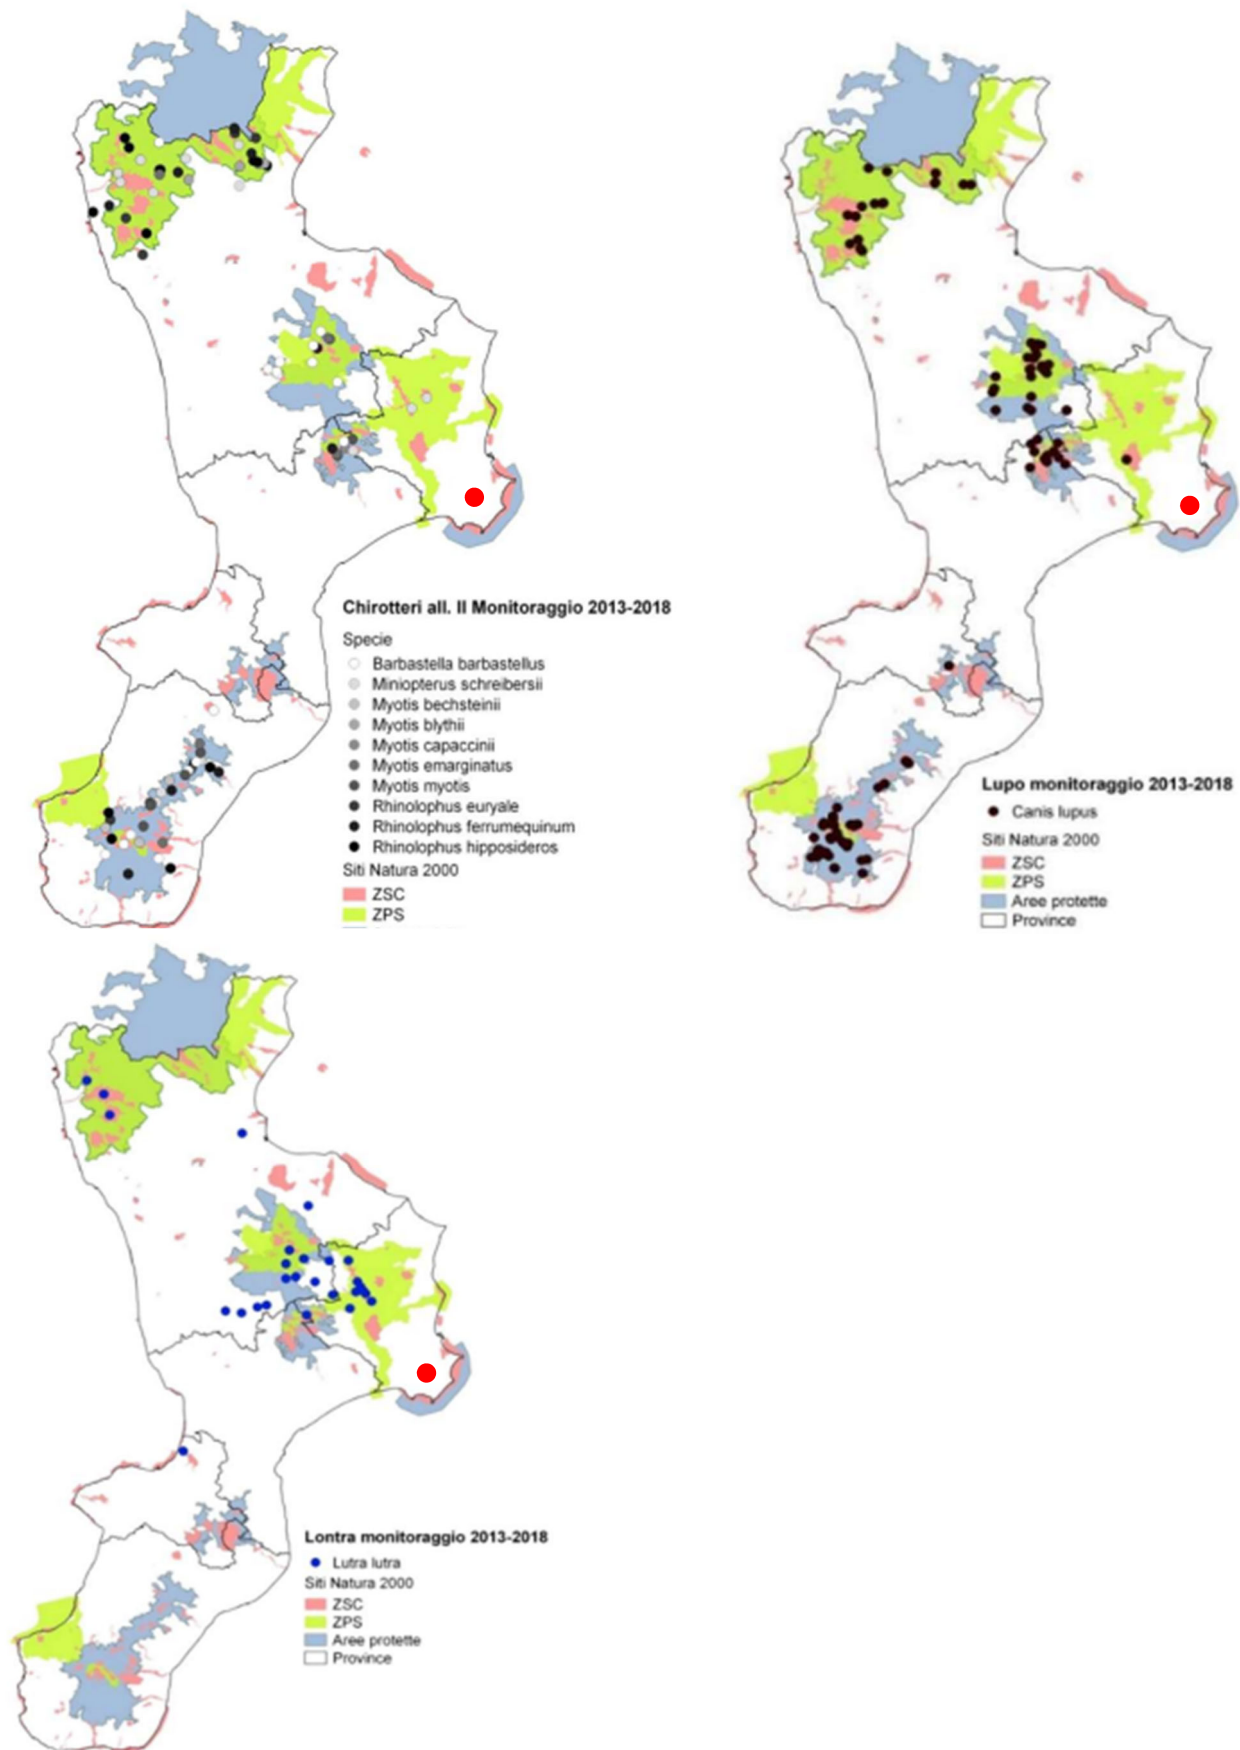 Chirotteri all. II Monitoraggio 2013-2018
Specie
Barbastella barbastellus
Miniopterus schreibersii
Myotis bechsteinii
Myotis blythii
Myotis capaccinii
Myotis emarginatus
Myotis myotis
Rhinolophus euryale
Rhinolophus ferrumequinum
Rhinolophus hipposideros
Siti Natura 2000
ZSC
ZPS
Lupo monitoraggio 2013-2018
Canis lupus
Siti Natura 2000
ZSC
ZPS
Aree protette
Province
Lontra monitoraggio 2013-2018
Lutra lutra
Siti Natura 2000
ZSC
ZPS
Aree protette
Province